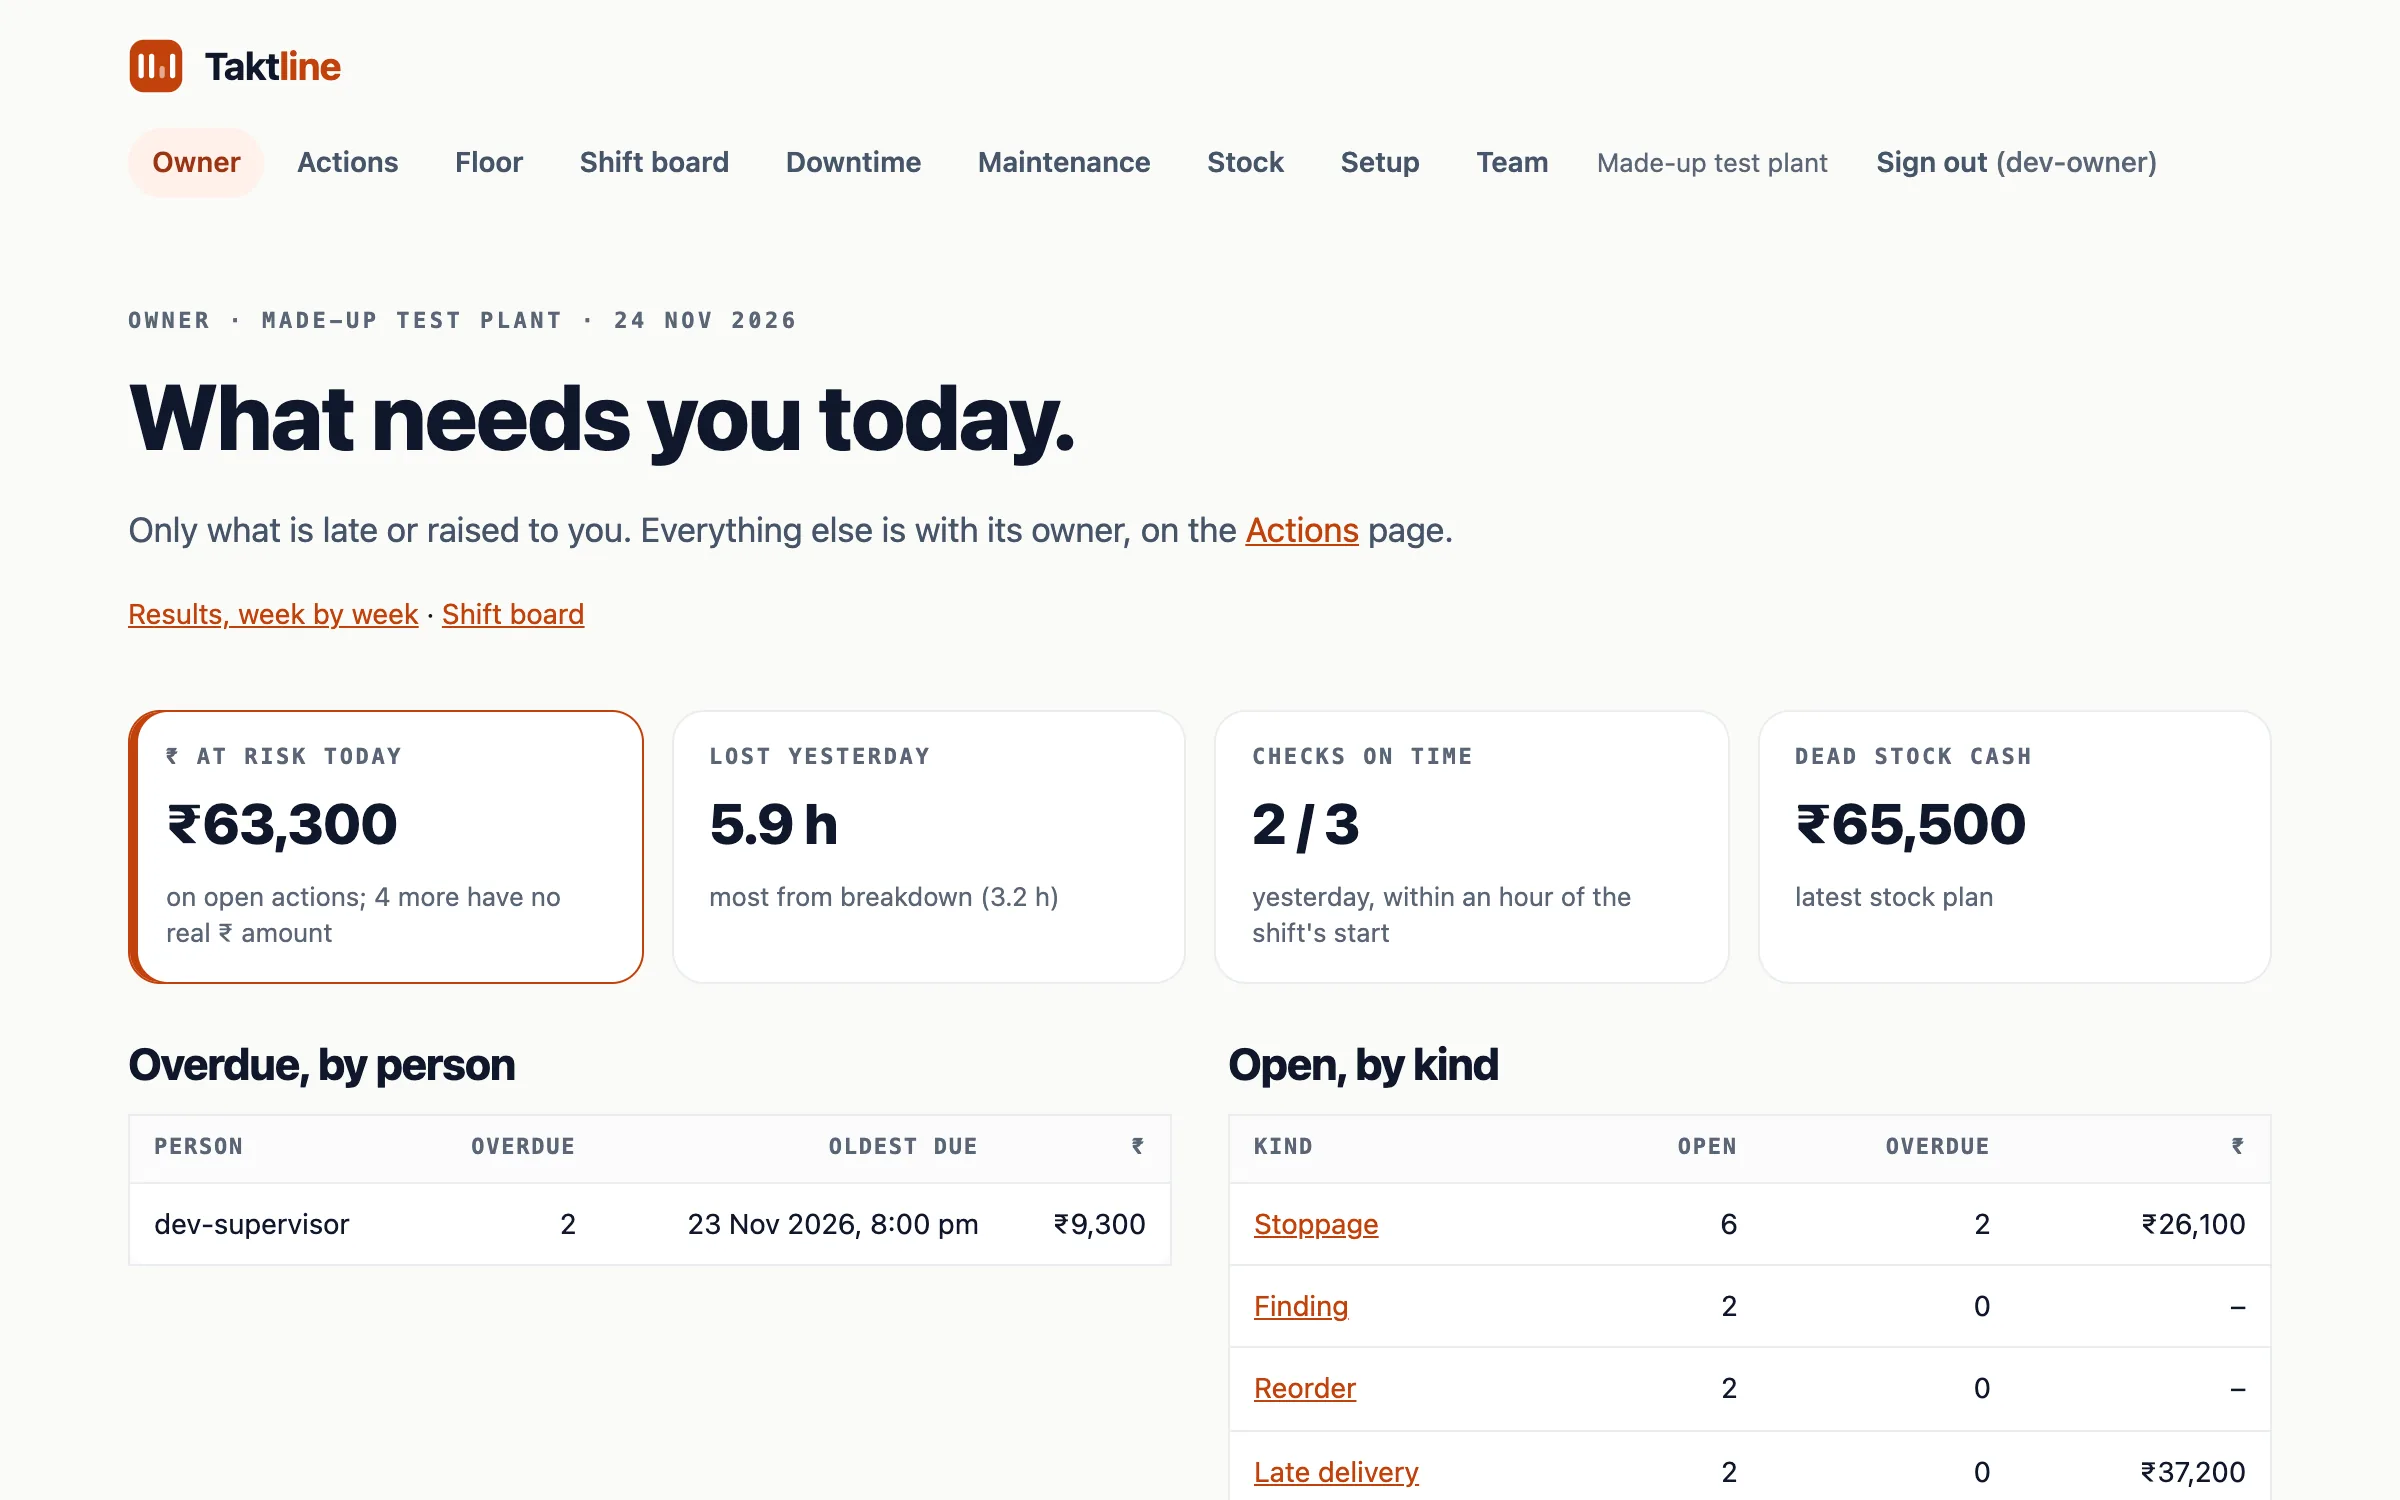 Taktline
Owner Actions Floor Shift board Downtime Maintenance Stock Setup Team Made-up test plant Sign out (dev-owner)
OWNER · MADE-UP TEST PLANT · 24 NOV 2026
What needs you today.
Only what is late or raised to you. Everything else is with its owner, on the Actions page.
Results, week by week · Shift board
₹ AT RISK TODAY
₹63,300
on open actions; 4 more have no
real ₹ amount
LOST YESTERDAY
5.9 h
most from breakdown (3.2 h)
CHECKS ON TIME
2 / 3
yesterday, within an hour of the
shift's start
DEAD STOCK CASH
₹65,500
latest stock plan
Overdue, by person
PERSON OVERDUE OLDEST DUE ₹
dev-supervisor 2 23 Nov 2026, 8:00 pm ₹9,300
Open, by kind
KIND OPEN OVERDUE ₹
Stoppage 6 2 ₹26,100
Finding 2 0 –
Reorder 2 0 –
Late delivery 2 0 ₹37,200